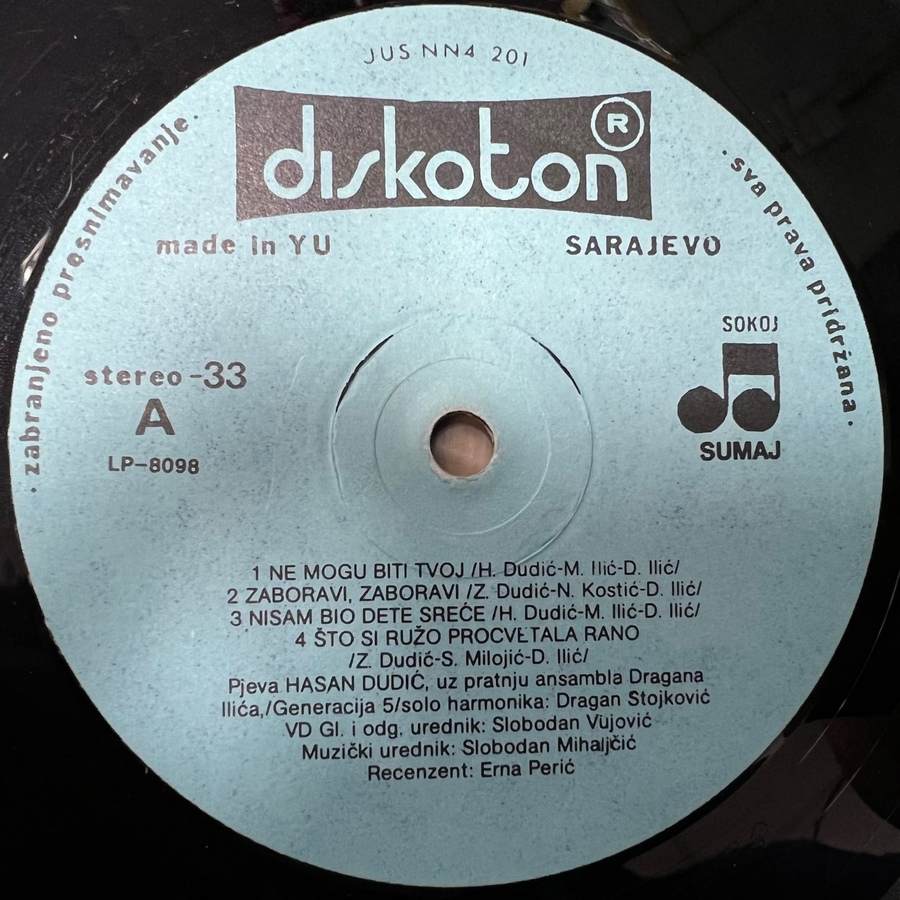 JUS NN4 201
diskoton ®
· zabranjeno presnimavanje ·
· sva prava pridržana ·
made in YU
SARAJEVO
SOKOJ
SUMAJ
stereo -33
A
LP-8098
1 NE MOGU BITI TVOJ /H. Dudić-M. Ilić-D. Ilić/
2 ZABORAVI, ZABORAVI /Z. Dudić-N. Kostić-D. Ilić/
3 NISAM BIO DETE SREĆE /H. Dudić-M. Ilić-D. Ilić/
4 ŠTO SI RUŽO PROCVETALA RANO
/Z. Dudić-S. Milojić-D. Ilić/
Pjeva HASAN DUDIĆ, uz pratnju ansambla Dragana
Ilića,/Generacija 5/solo harmonika: Dragan Stojković
VD Gl. i odg. urednik: Slobodan Vujović
Muzički urednik: Slobodan Mihaljčić
Recenzent: Erna Perić